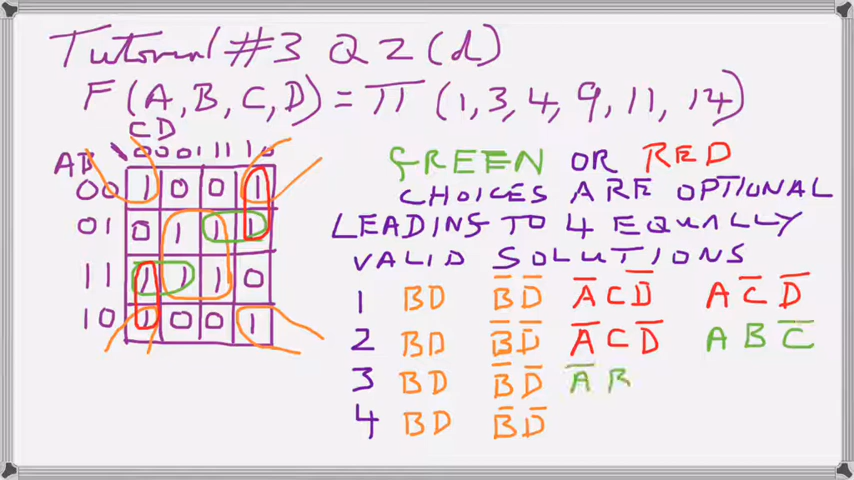 Tutorial #3 Q2(d)
F(A,B,C,D) = π (1,3,4,9,11,14)
CD
AB \ 00 01 11 10
00 1 0 0 1
01 0 1 1 1
11 1 1 1 0
10 1 0 0 1
GREEN OR RED
CHOICES ARE OPTIONAL
LEADING TO 4 EQUALLY
VALID SOLUTIONS
1 BD B̅D̅ A̅CD̅ AC̅D̅
2 BD B̅D̅ A̅CD̅ ABC̅
3 BD B̅D̅ A̅B
4 BD B̅D̅